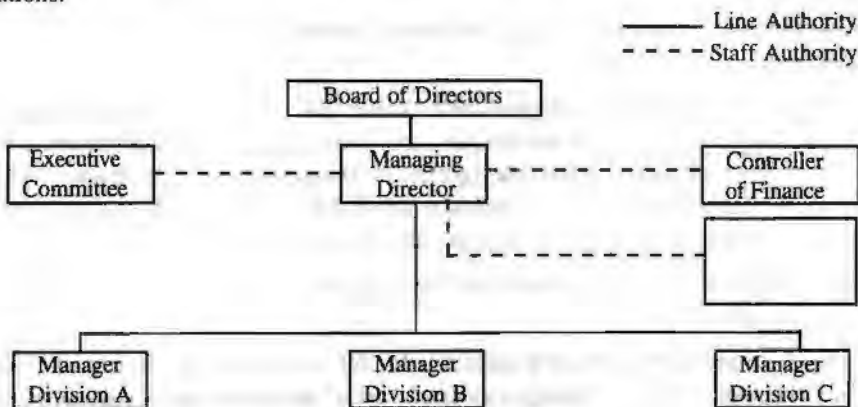 Line Authority
Staff Authority
Board of Directors
Executive
Committee
Managing
Director
Controller
of Finance
Manager
Division A
Manager
Division B
Manager
Division C